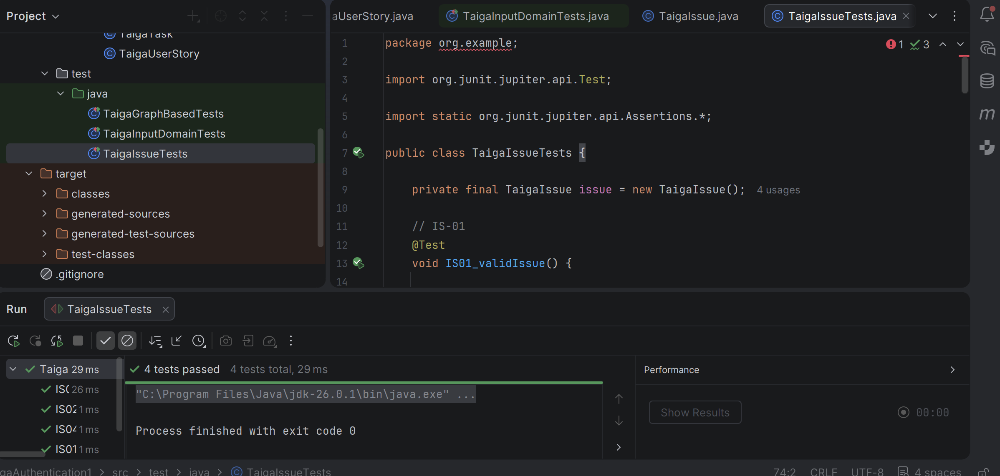 Project
TaigaTask
TaigaUserStory
test
java
TaigaGraphBasedTests
TaigaInputDomainTests
TaigaIssueTests
target
classes
generated-sources
generated-test-sources
test-classes
.gitignore
aUserStory.java
TaigaInputDomainTests.java
TaigaIssue.java
TaigaIssueTests.java
1 3
1 package org.example;
2
3 import org.junit.jupiter.api.Test;
4
5 import static org.junit.jupiter.api.Assertions.*;
6
7 public class TaigaIssueTests {
8
9 private final TaigaIssue issue = new TaigaIssue(); 4 usages
10
11 // IS-01
12 @Test
13 void IS01_validIssue() {
14
m
Run TaigaIssueTests
Taiga 29 ms
IS0 26 ms
IS02 1 ms
IS04 1 ms
IS01 1 ms
4 tests passed 4 tests total, 29 ms
"C:\Program Files\Java\jdk-26.0.1\bin\java.exe" ...
Process finished with exit code 0
Performance
Show Results
00:00
gaAuthentication1 > src > test > java > TaigaIssueTests
74:2 CRLF UTF-8 4 spaces